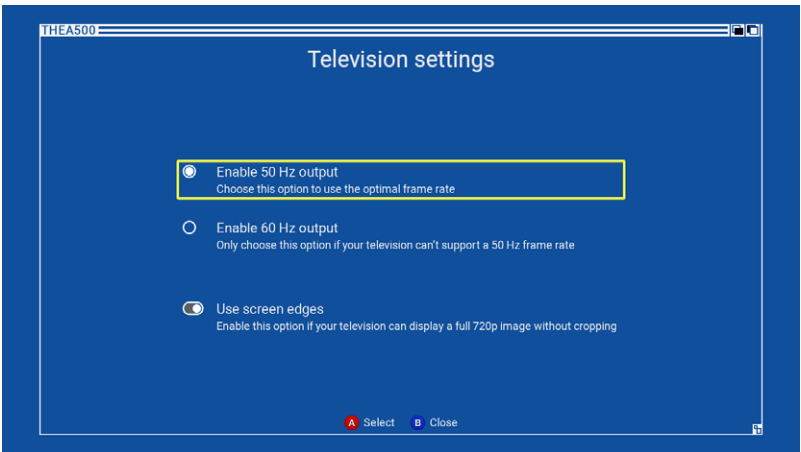 THEA500
Television settings
Enable 50 Hz output
Choose this option to use the optimal frame rate
Enable 60 Hz output
Only choose this option if your television can't support a 50 Hz frame rate
Use screen edges
Enable this option if your television can display a full 720p image without cropping
A Select B Close